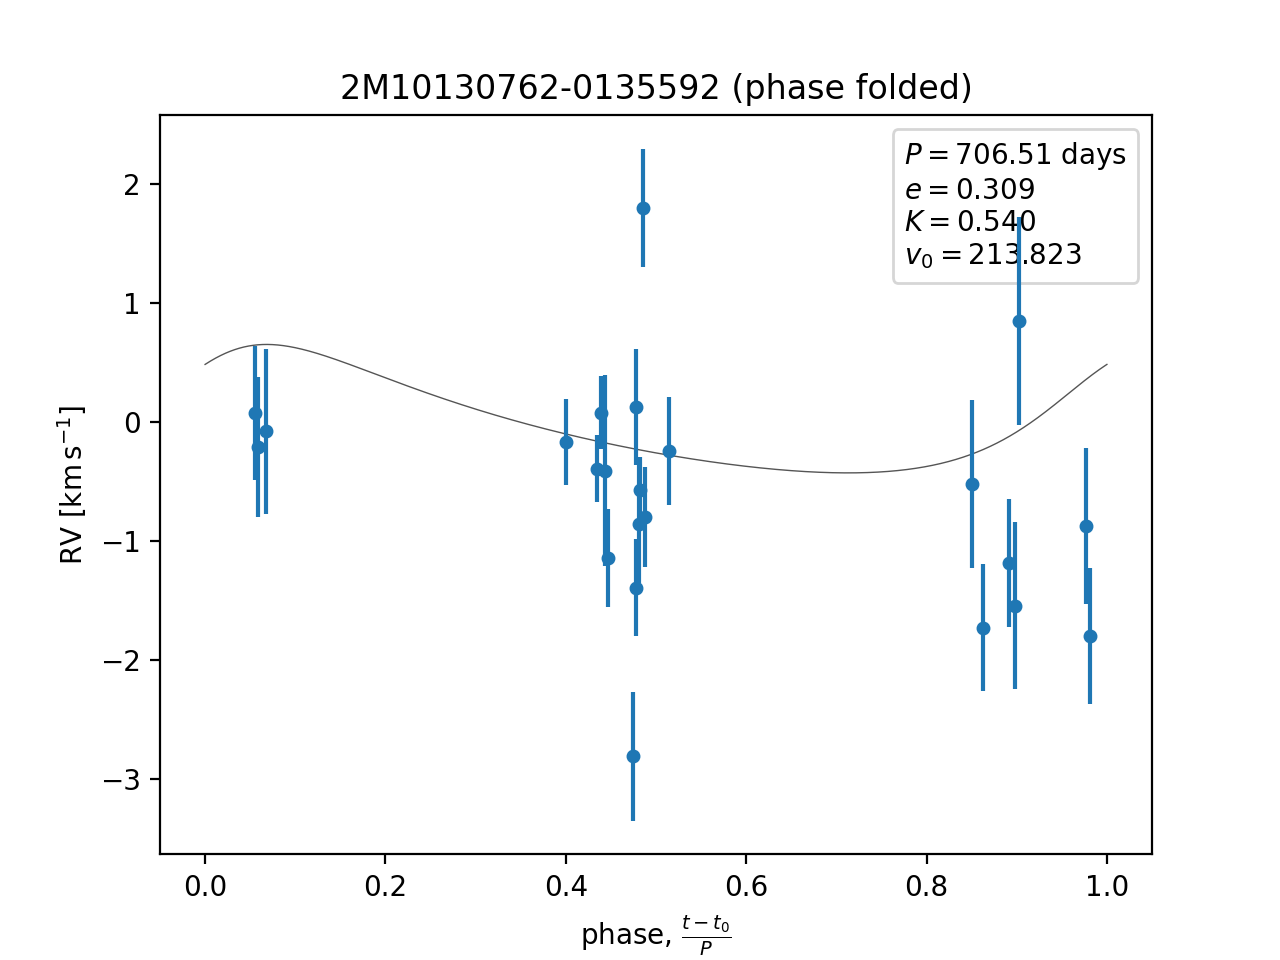 2M10130762-0135592 (phase folded)
P = 706.51 days
e = 0.309
K = 0.540
v₀ = 213.823
2
1
0
−1
−2
−3
RV [km s⁻¹]
0.0 0.2 0.4 0.6 0.8 1.0
phase, (t − t₀)/P